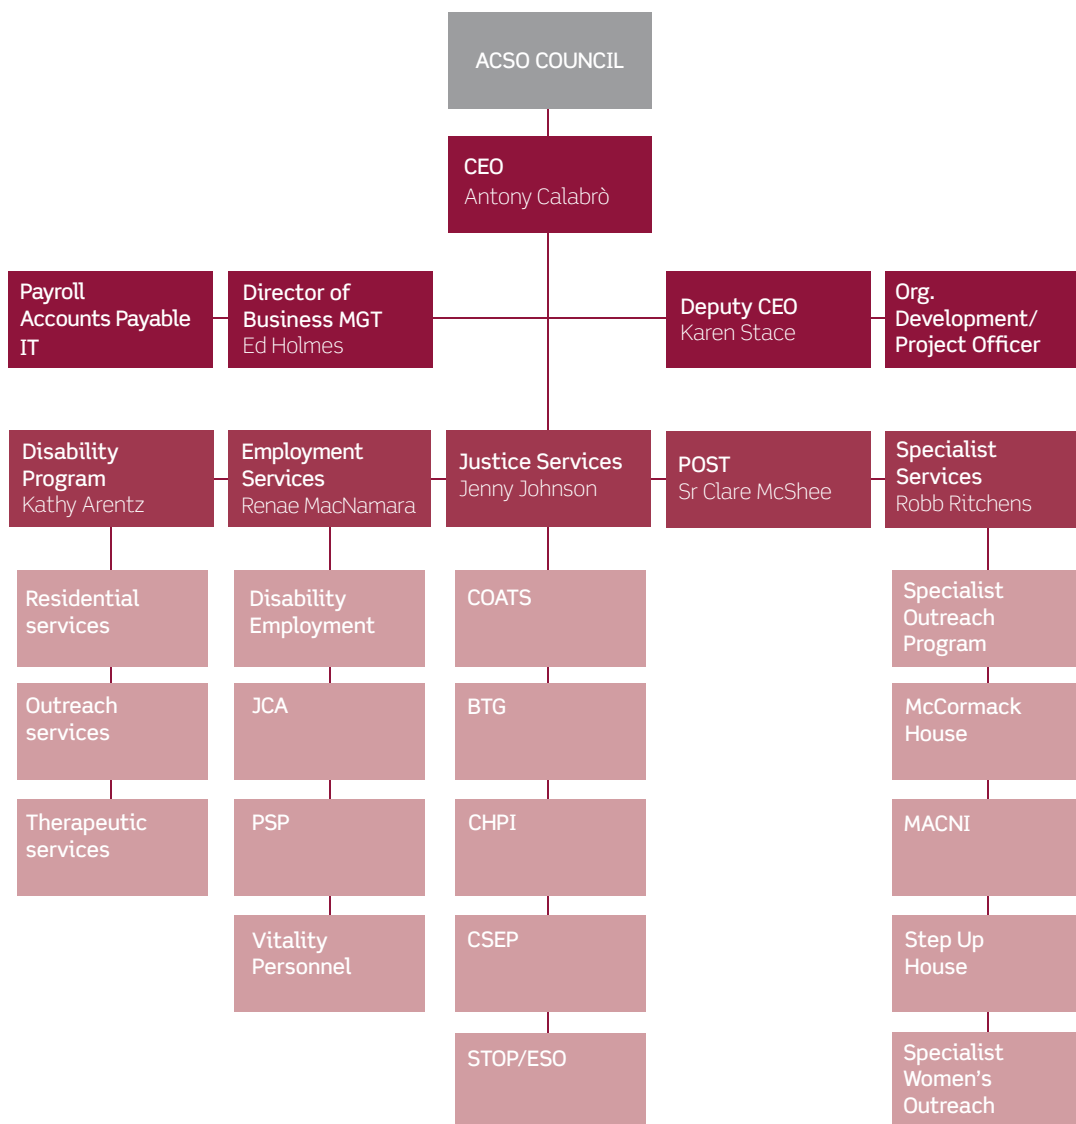 ACSO COUNCIL
CEO
Antony Calabrò
Payroll
Accounts Payable
IT
Director of
Business MGT
Ed Holmes
Deputy CEO
Karen Stace
Org.
Development/
Project Officer
Disability
Program
Kathy Arentz
Employment
Services
Renae MacNamara
Justice Services
Jenny Johnson
POST
Sr Clare McShee
Specialist
Services
Robb Ritchens
Residential
services
Disability
Employment
COATS
Specialist
Outreach
Program
Outreach
services
JCA
BTG
McCormack
House
Therapeutic
services
PSP
CHPI
MACNI
Vitality
Personnel
CSEP
Step Up
House
STOP/ESO
Specialist
Women's
Outreach